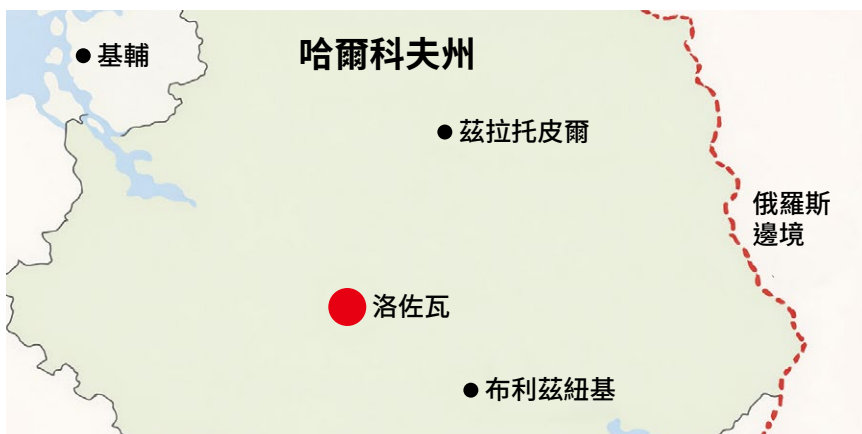 哈爾科夫州
基輔
茲拉托皮爾
俄羅斯
邊境
洛佐瓦
布利茲紐基